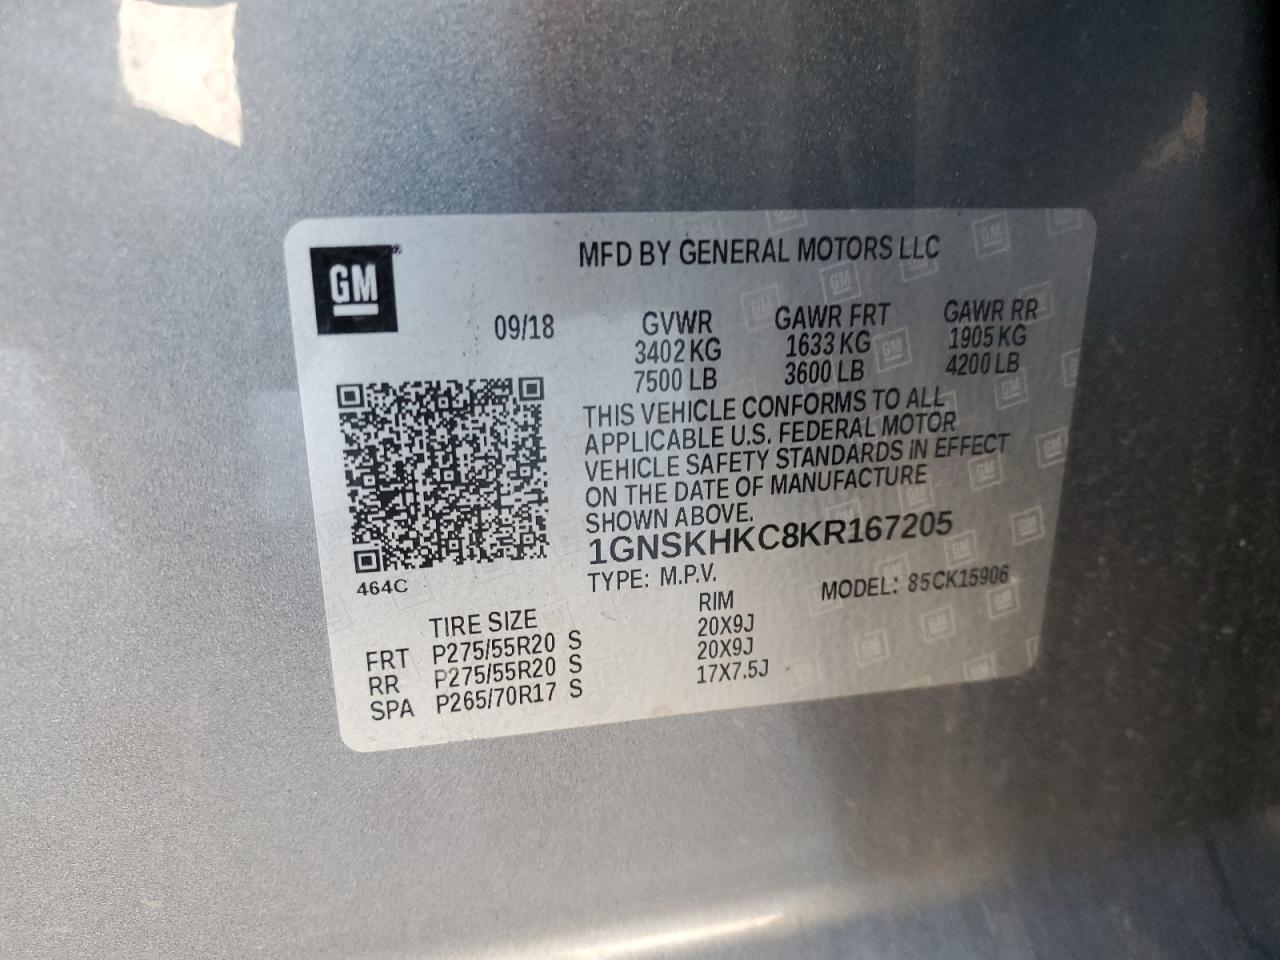 MFD BY GENERAL MOTORS LLC
GM®
09/18
GVWR GAWR FRT GAWR RR
3402 KG 1633 KG 1905 KG
7500 LB 3600 LB 4200 LB
THIS VEHICLE CONFORMS TO ALL
APPLICABLE U.S. FEDERAL MOTOR
VEHICLE SAFETY STANDARDS IN EFFECT
ON THE DATE OF MANUFACTURE
SHOWN ABOVE.
1GNSKHKC8KR167205
464C
TYPE: M.P.V. MODEL: 85CK15906
TIRE SIZE RIM
FRT P275/55R20 S 20X9J
RR P275/55R20 S 20X9J
SPA P265/70R17 S 17X7.5J